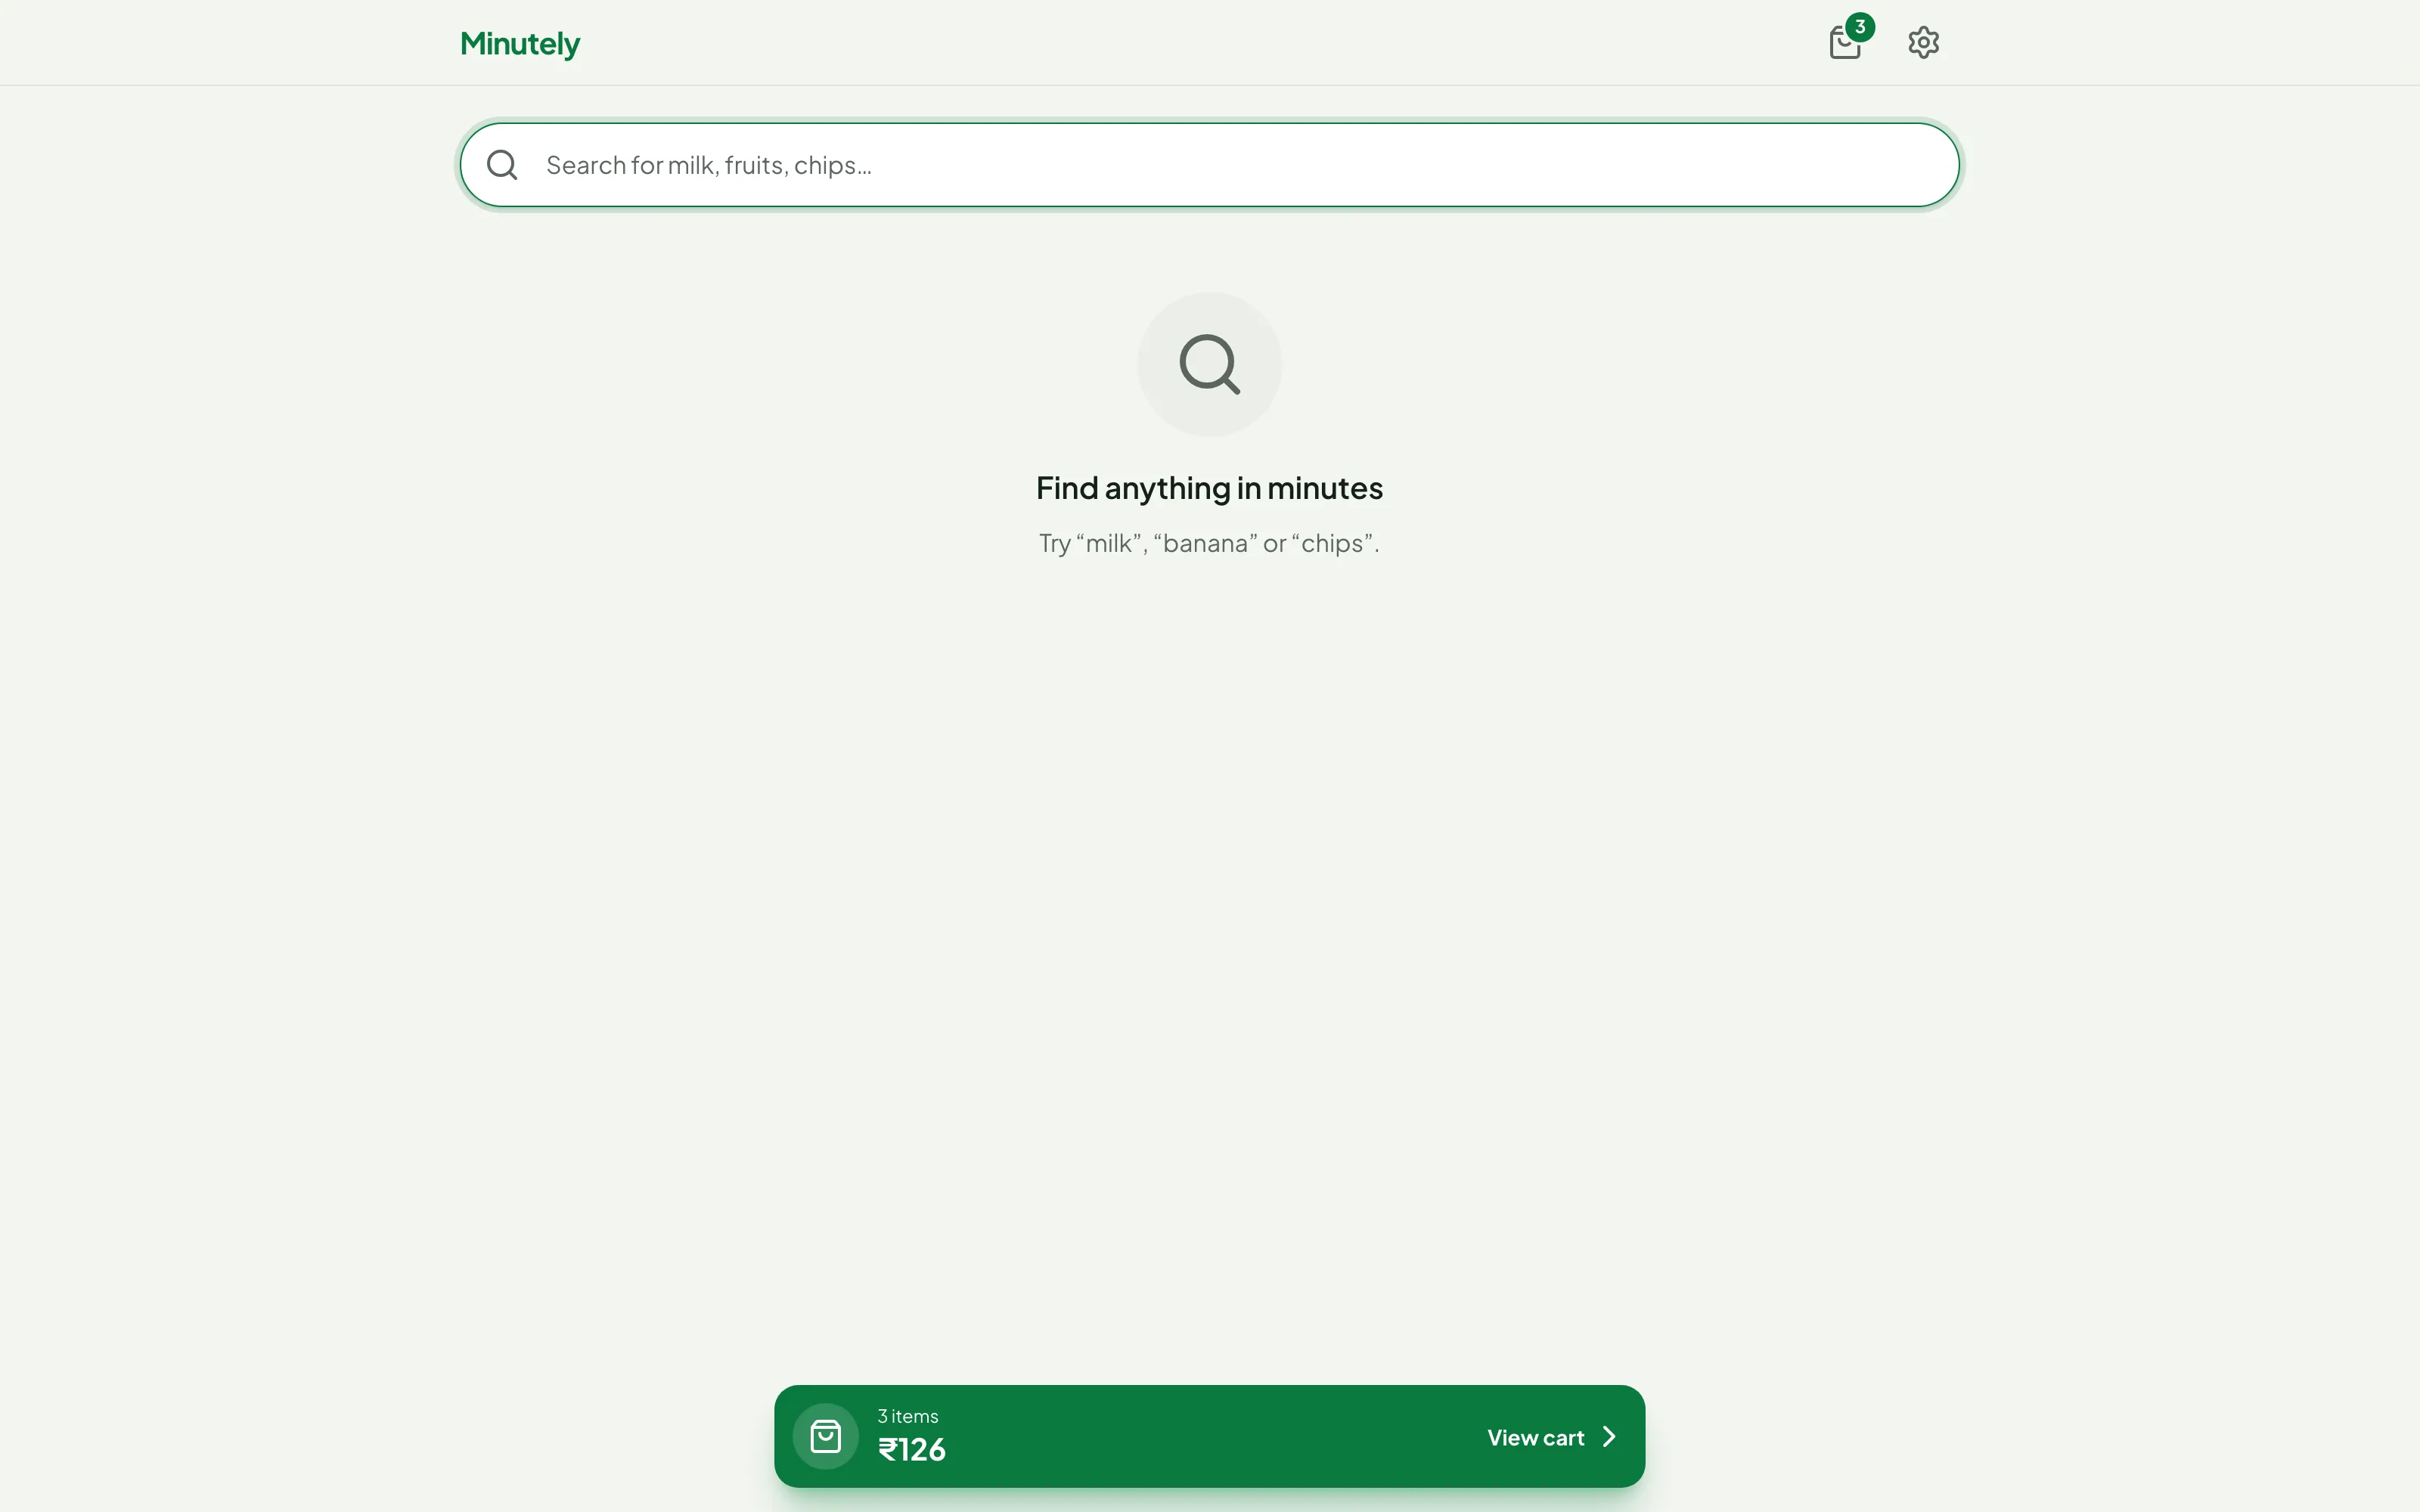 Minutely
3
Search for milk, fruits, chips…
Find anything in minutes
Try “milk”, “banana” or “chips”.
3 items
₹126
View cart